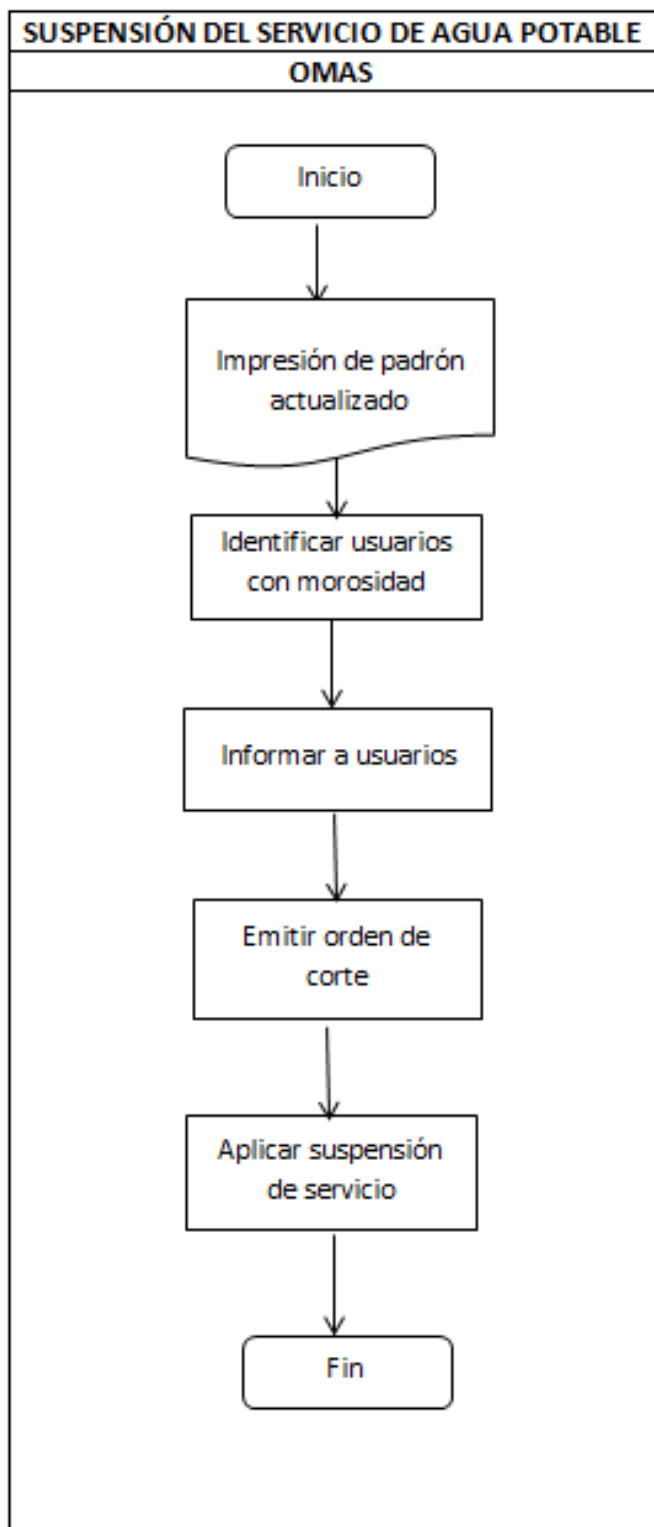 SUSPENSIÓN DEL SERVICIO DE AGUA POTABLE
OMAS
Inicio
Impresión de padrón
actualizado
Identificar usuarios
con morosidad
Informar a usuarios
Emitir orden de
corte
Aplicar suspensión
de servicio
Fin